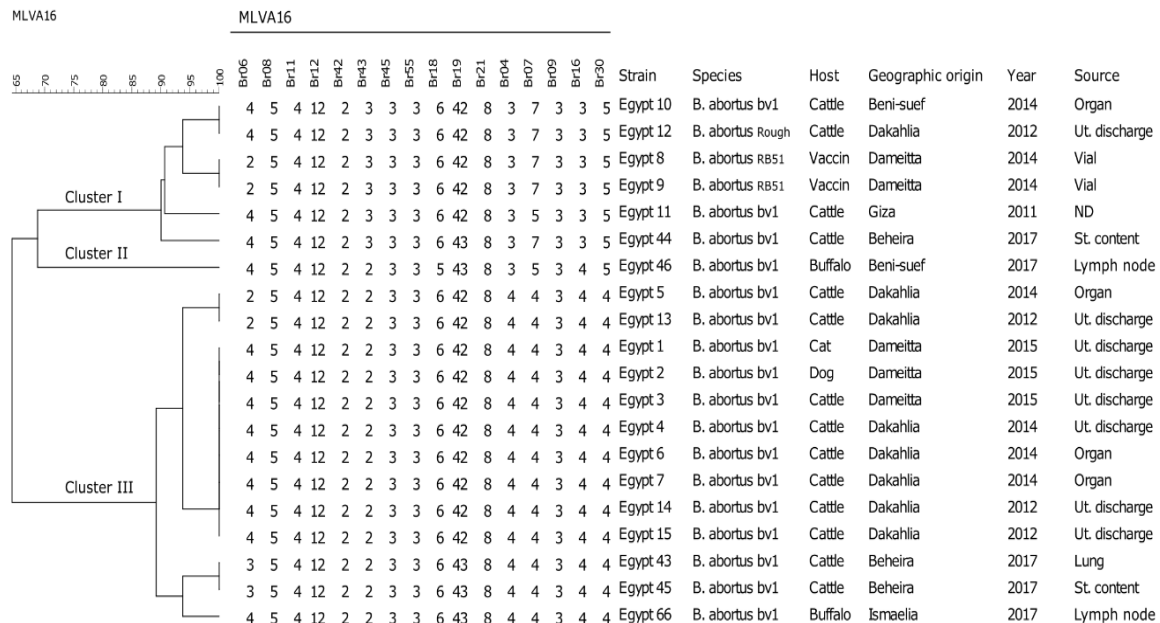 MLVA16 MLVA16
65 70 75 80 85 90 95 100 Br06 Br08 Br11 Br12 Br42 Br43 Br45 Br55 Br18 Br19 Br21 Br04 Br07 Br09 Br16 Br30 Strain Species Host Geographic origin Year Source
4 5 4 12 2 3 3 3 6 42 8 3 7 3 3 5 Egypt 10 B. abortus bv1 Cattle Beni-suef 2014 Organ
4 5 4 12 2 3 3 3 6 42 8 3 7 3 3 5 Egypt 12 B. abortus Rough Cattle Dakahlia 2012 Ut. discharge
2 5 4 12 2 3 3 3 6 42 8 3 7 3 3 5 Egypt 8 B. abortus RB51 Vaccin Dameitta 2014 Vial
2 5 4 12 2 3 3 3 6 42 8 3 7 3 3 5 Egypt 9 B. abortus RB51 Vaccin Dameitta 2014 Vial
Cluster I
4 5 4 12 2 3 3 3 6 42 8 3 5 3 3 5 Egypt 11 B. abortus bv1 Cattle Giza 2011 ND
4 5 4 12 2 3 3 3 6 43 8 3 7 3 3 5 Egypt 44 B. abortus bv1 Cattle Beheira 2017 St. content
Cluster II
4 5 4 12 2 2 3 3 5 43 8 3 5 3 4 5 Egypt 46 B. abortus bv1 Buffalo Beni-suef 2017 Lymph node
2 5 4 12 2 2 3 3 6 42 8 4 4 3 4 4 Egypt 5 B. abortus bv1 Cattle Dakahlia 2014 Organ
2 5 4 12 2 2 3 3 6 42 8 4 4 3 4 4 Egypt 13 B. abortus bv1 Cattle Dakahlia 2012 Ut. discharge
4 5 4 12 2 2 3 3 6 42 8 4 4 3 4 4 Egypt 1 B. abortus bv1 Cat Dameitta 2015 Ut. discharge
4 5 4 12 2 2 3 3 6 42 8 4 4 3 4 4 Egypt 2 B. abortus bv1 Dog Dameitta 2015 Ut. discharge
4 5 4 12 2 2 3 3 6 42 8 4 4 3 4 4 Egypt 3 B. abortus bv1 Cattle Dameitta 2015 Ut. discharge
4 5 4 12 2 2 3 3 6 42 8 4 4 3 4 4 Egypt 4 B. abortus bv1 Cattle Dakahlia 2014 Ut. discharge
4 5 4 12 2 2 3 3 6 42 8 4 4 3 4 4 Egypt 6 B. abortus bv1 Cattle Dakahlia 2014 Organ
Cluster III
4 5 4 12 2 2 3 3 6 42 8 4 4 3 4 4 Egypt 7 B. abortus bv1 Cattle Dakahlia 2014 Organ
4 5 4 12 2 2 3 3 6 42 8 4 4 3 4 4 Egypt 14 B. abortus bv1 Cattle Dakahlia 2012 Ut. discharge
4 5 4 12 2 2 3 3 6 42 8 4 4 3 4 4 Egypt 15 B. abortus bv1 Cattle Dakahlia 2012 Ut. discharge
3 5 4 12 2 2 3 3 6 43 8 4 4 3 4 4 Egypt 43 B. abortus bv1 Cattle Beheira 2017 Lung
3 5 4 12 2 2 3 3 6 43 8 4 4 3 4 4 Egypt 45 B. abortus bv1 Cattle Beheira 2017 St. content
4 5 4 12 2 2 3 3 6 43 8 4 4 3 4 4 Egypt 66 B. abortus bv1 Buffalo Ismaelia 2017 Lymph node